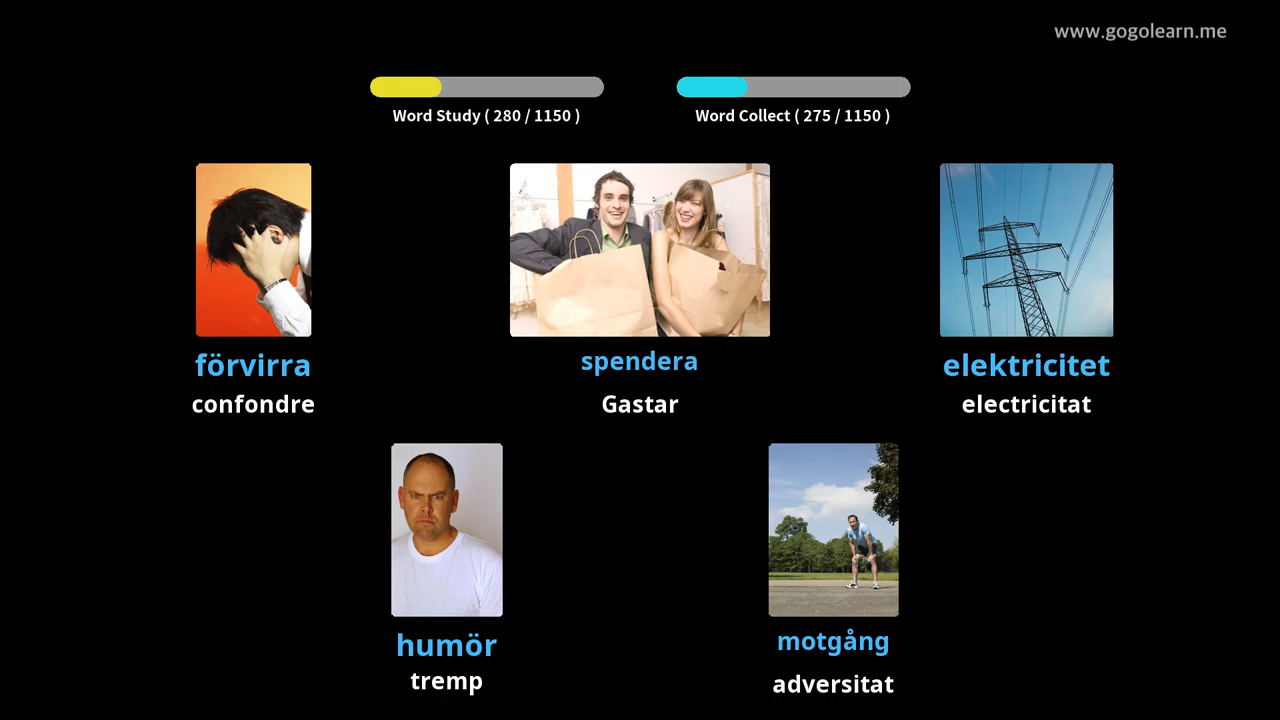 www.gogolearn.me
Word Study ( 280 / 1150 )
Word Collect ( 275 / 1150 )
förvirra
confondre
spendera
Gastar
elektricitet
electricitat
humör
tremp
motgång
adversitat